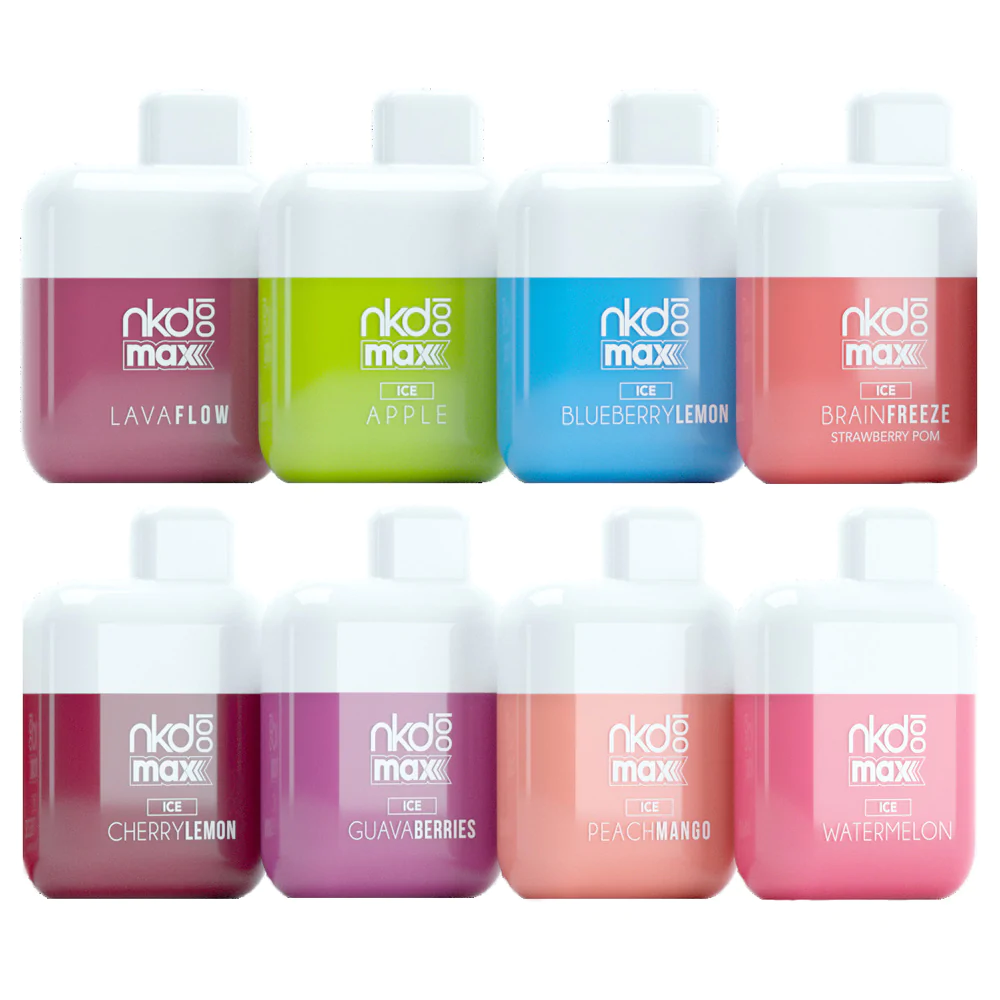 nkd 100
max
LAVAFLOW
nkd 100
max
ICE
APPLE
nkd 100
max
ICE
BLUEBERRYLEMON
nkd 100
max
ICE
BRAINFREEZE
STRAWBERRY POM
nkd 100
max
ICE
CHERRYLEMON
nkd 100
max
ICE
GUAVABERRIES
nkd 100
max
ICE
PEACHMANGO
nkd 100
max
ICE
WATERMELON